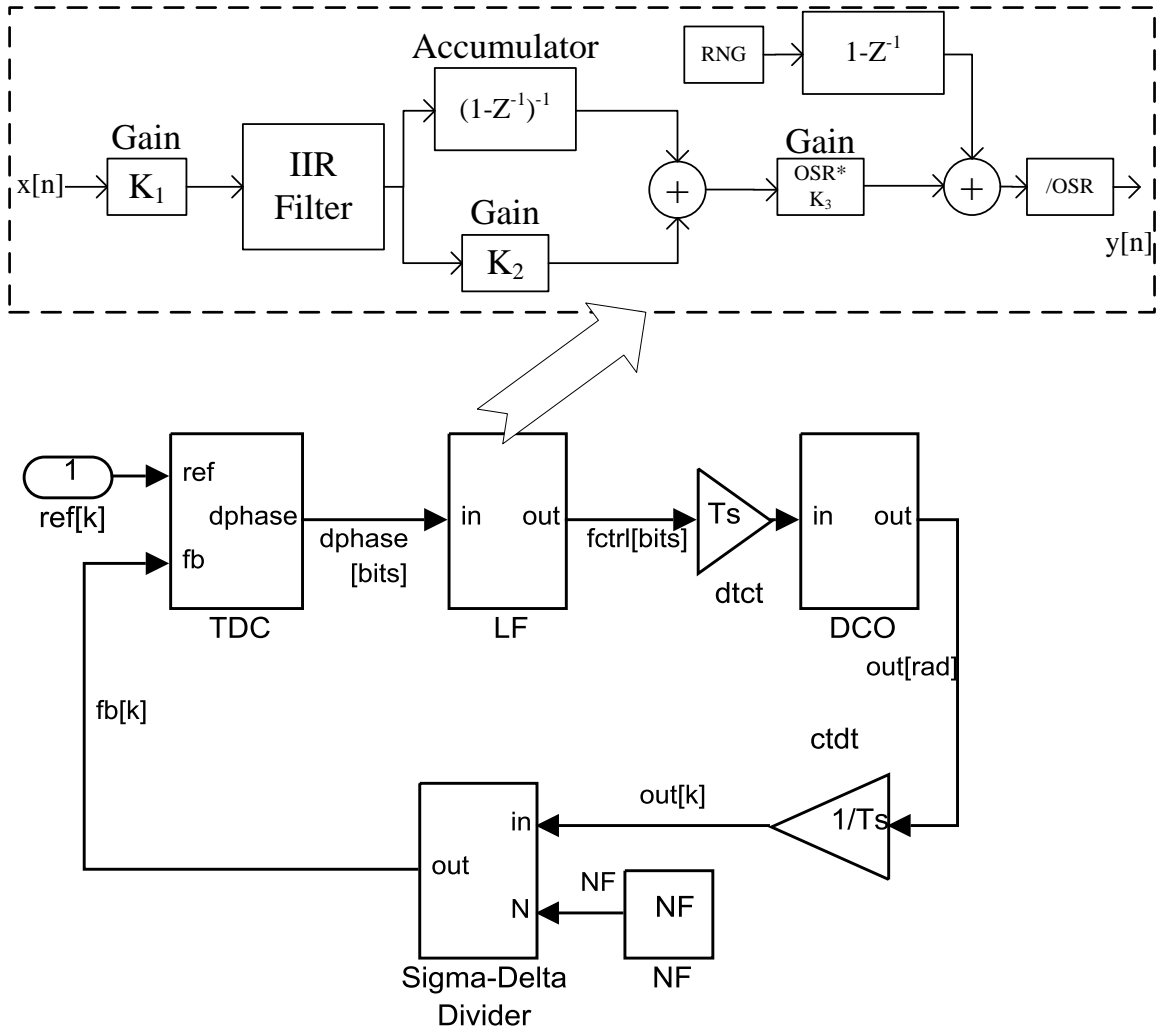 Accumulator
(1-Z⁻¹)⁻¹
RNG
1-Z⁻¹
x[n]
Gain
K₁
IIR
Filter
Gain
K₂
+
Gain
OSR*
K₃
+
/OSR
y[n]
1
ref[k]
ref
dphase
fb
TDC
dphase
[bits]
in
out
LF
fctrl[bits]
Ts
dtct
in
out
DCO
out[rad]
fb[k]
ctdt
1/Ts
out[k]
in
out
N
Sigma-Delta
Divider
NF
NF
NF